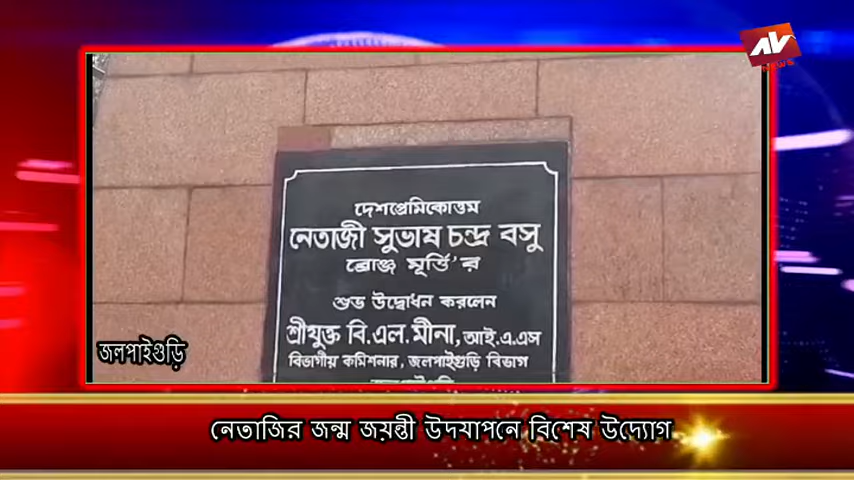 AV
NEWS
দেশপ্রেমিকোত্তম
নেতাজী সুভাষ চন্দ্র বসু
ব্রোঞ্জ মূর্ত্তি'র
শুভ উদ্বোধন করলেন
শ্রীযুক্ত বি.এল.মীনা, আই.এ.এস
বিভাগীয় কমিশনার, জলপাইগুড়ি বিভাগ
জলপাইগুড়ি
নেতাজির জন্ম জয়ন্তী উদযাপনে বিশেষ উদ্যোগ